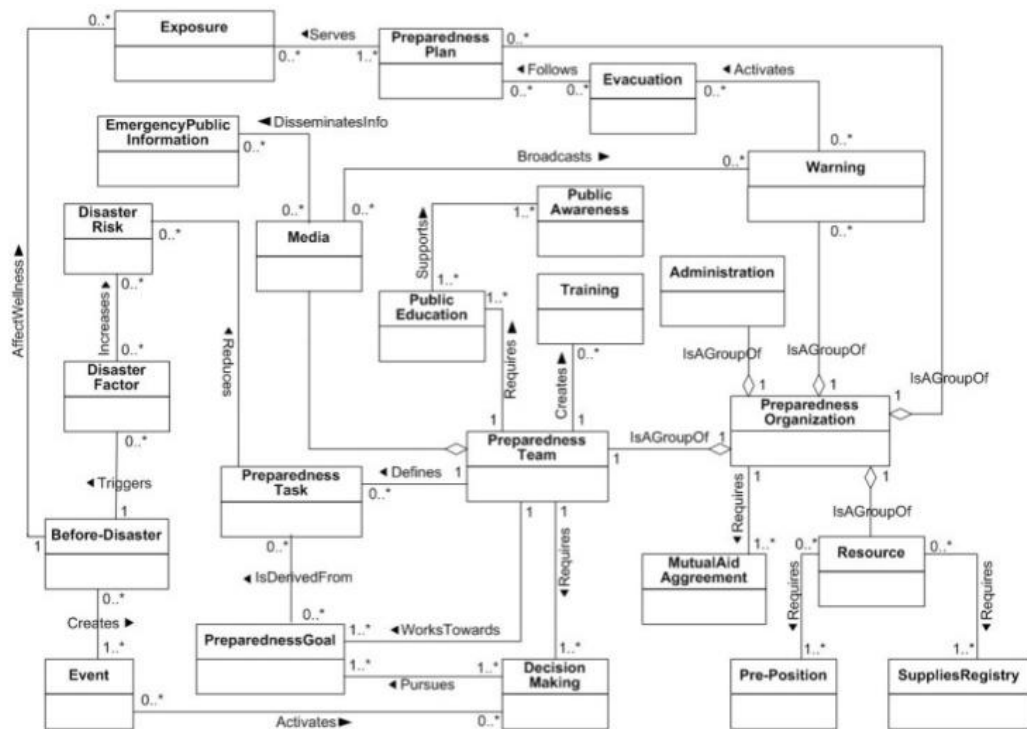 0..*
Exposure
1
◄Serves
0..*
1..*
Preparedness
Plan
0..*
◄Follows
0..*
0..*
Evacuation
◄Activates
0..*
0..*
EmergencyPublic
Information
◄DisseminatesInfo
0..*
Broadcasts ►
0..*
Warning
0..*
0..*
0..*
Disaster
Risk
0..*
0..*
Media
Supports►
1..*
Public
Awareness
1..*
Public
Education
1..*
Training
0..*
Administration
AffectWellness►
Increases►
0..*
Disaster
Factor
0..*
◄Reduces
Requires►
Creates►
IsAGroupOf
IsAGroupOf
IsAGroupOf
1
1
1
Preparedness
Organization
1
1
Preparedness
Team
IsAGroupOf
1
1
1
◄Defines
1
0..*
Preparedness
Task
◄Triggers
1
Before-Disaster
1
0..*
0..*
◄IsDerivedFrom
0..*
1
1
Requires►
◄Requires
1..*
MutualAid
Aggreement
IsAGroupOf
0..*
Resource
0..*
Requires►
Requires►
Creates ►
1..*
Event
0..*
PreparednessGoal
1..*
◄WorksTowards
1..*
◄Pursues
1..*
1..*
Decision
Making
0..*
Activates ►
1..*
Pre-Position
1..*
SuppliesRegistry